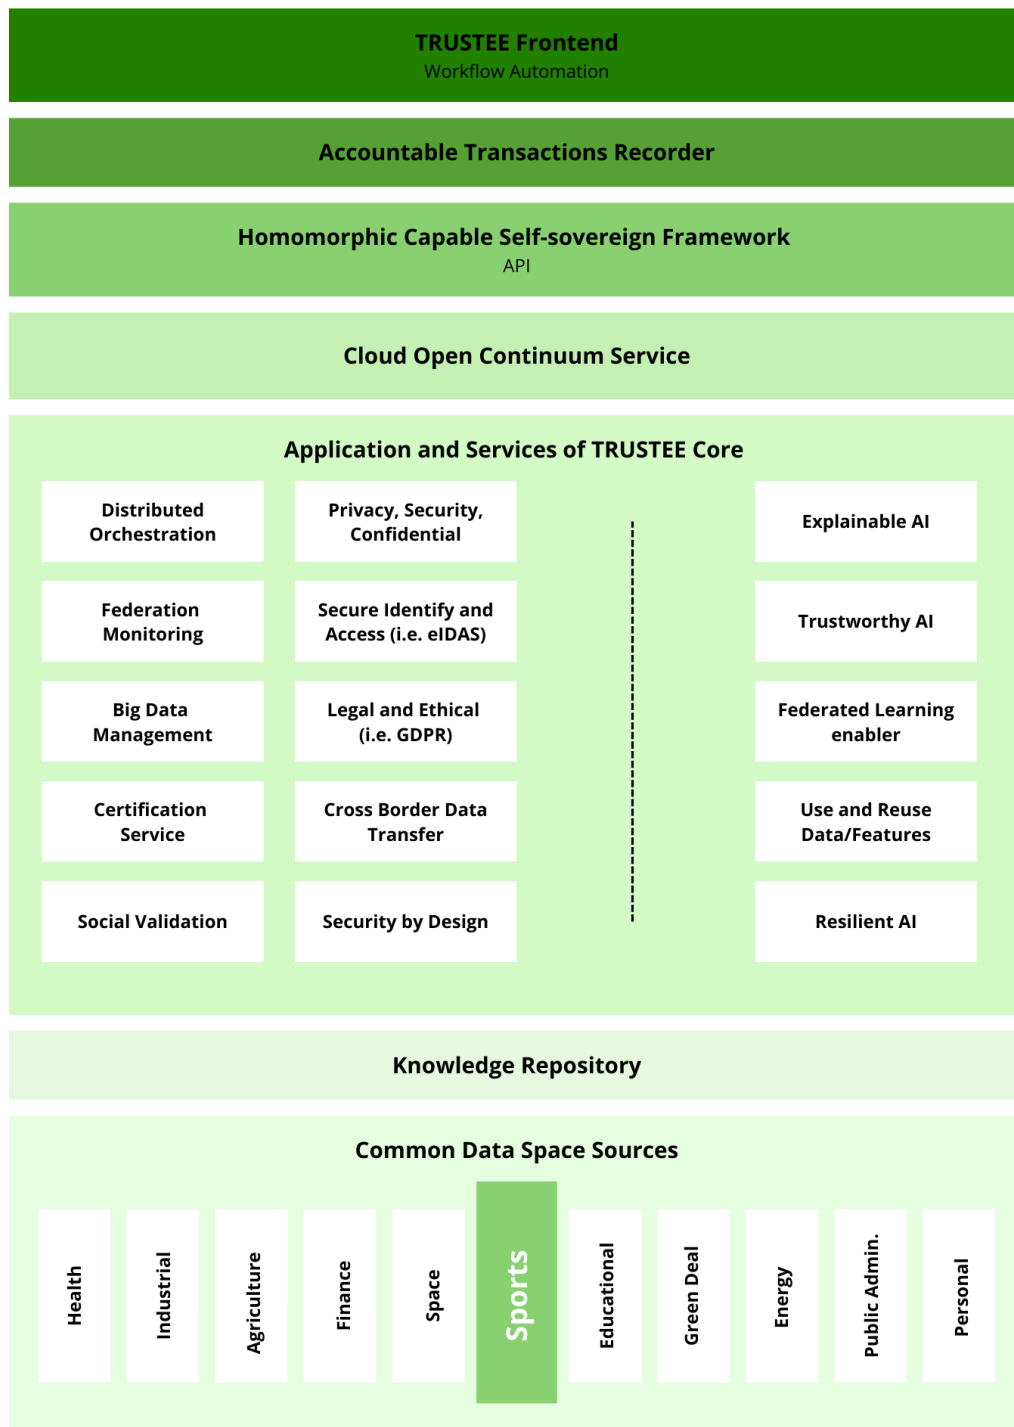 TRUSTEE Frontend
Workflow Automation
Accountable Transactions Recorder
Homomorphic Capable Self-sovereign Framework
API
Cloud Open Continuum Service
Application and Services of TRUSTEE Core
Distributed
Orchestration
Privacy, Security,
Confidential
Explainable AI
Federation
Monitoring
Secure Identify and
Access (i.e. eIDAS)
Trustworthy AI
Big Data
Management
Legal and Ethical
(i.e. GDPR)
Federated Learning
enabler
Certification
Service
Cross Border Data
Transfer
Use and Reuse
Data/Features
Social Validation
Security by Design
Resilient AI
Knowledge Repository
Common Data Space Sources
Health
Industrial
Agriculture
Finance
Space
Sports
Educational
Green Deal
Energy
Public Admin.
Personal